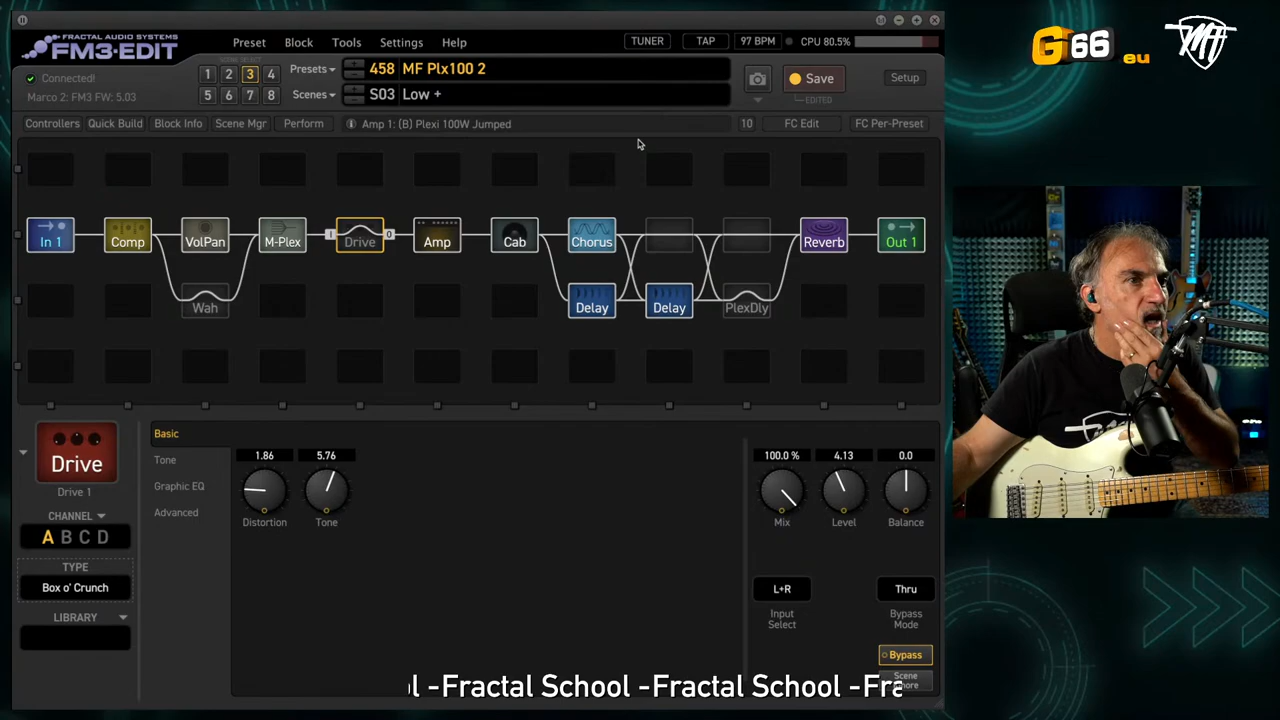 FRACTAL AUDIO SYSTEMS
FM3-EDIT
Preset Block Tools Settings Help
TUNER TAP 97 BPM CPU 80.5%
Connected!
Marco 2: FM3 FW: 5.03
SCENE SELECT
1 2 3 4
5 6 7 8
Presets
458 MF Plx100 2
Scenes
S03 Low +
Save
EDITED
Setup
Controllers Quick Build Block Info Scene Mgr Perform
Amp 1: (B) Plexi 100W Jumped
10 FC Edit FC Per-Preset
In 1 Comp VolPan M-Plex I Drive O Amp Cab Chorus Reverb Out 1
Wah Delay Delay PlexDly
Drive
Drive 1
CHANNEL
A B C D
TYPE
Box o' Crunch
LIBRARY
Basic
Tone
Graphic EQ
Advanced
1.86 5.76
Distortion Tone
100.0 % 4.13 0.0
Mix Level Balance
L+R
Input
Select
Thru
Bypass
Mode
Bypass
Scene
l -Fractal School -Fractal School -Fra
G66
eu
MF